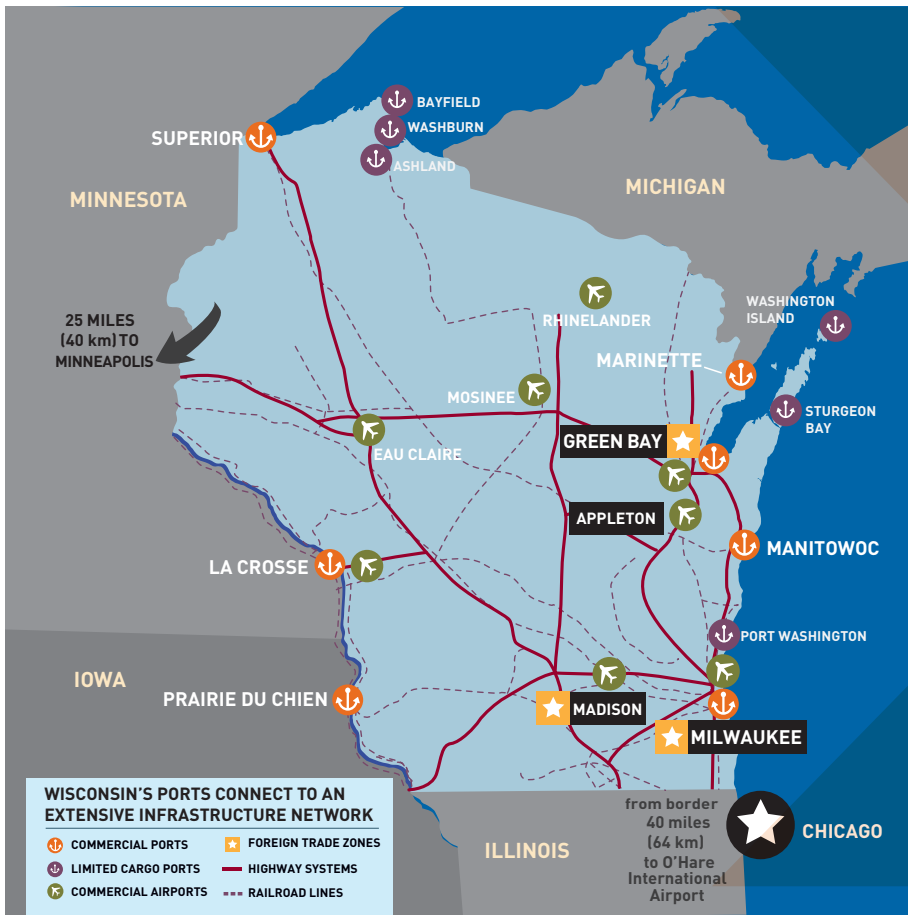 BAYFIELD
WASHBURN
SUPERIOR
ASHLAND
MICHIGAN
MINNESOTA
WASHINGTON
ISLAND
25 MILES
(40 km) TO
MINNEAPOLIS
RHINELANDER
MARINETTE
MOSINEE
STURGEON
BAY
GREEN BAY
EAU CLAIRE
APPLETON
MANITOWOC
LA CROSSE
PORT WASHINGTON
IOWA
PRAIRIE DU CHIEN
MADISON
MILWAUKEE
WISCONSIN'S PORTS CONNECT TO AN
EXTENSIVE INFRASTRUCTURE NETWORK
COMMERCIAL PORTS
LIMITED CARGO PORTS
COMMERCIAL AIRPORTS
FOREIGN TRADE ZONES
HIGHWAY SYSTEMS
RAILROAD LINES
ILLINOIS
from border
40 miles
(64 km)
to O'Hare
International
Airport
CHICAGO